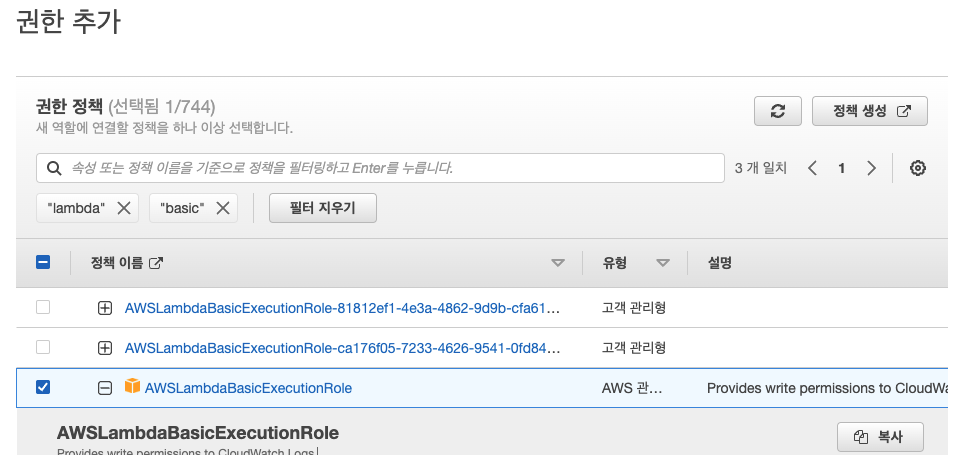 권한 추가
권한 정책 (선택됨 1/744)
새 역할에 연결할 정책을 하나 이상 선택합니다.
정책 생성
속성 또는 정책 이름을 기준으로 정책을 필터링하고 Enter를 누릅니다.
3 개 일치
1
"lambda"
"basic"
필터 지우기
정책 이름
유형
설명
AWSLambdaBasicExecutionRole-81812ef1-4e3a-4862-9d9b-cfa61...
고객 관리형
AWSLambdaBasicExecutionRole-ca176f05-7233-4626-9541-0fd84...
고객 관리형
AWSLambdaBasicExecutionRole
AWS 관...
Provides write permissions to CloudWa
AWSLambdaBasicExecutionRole
복사
Provides write permissions to CloudWatch Logs